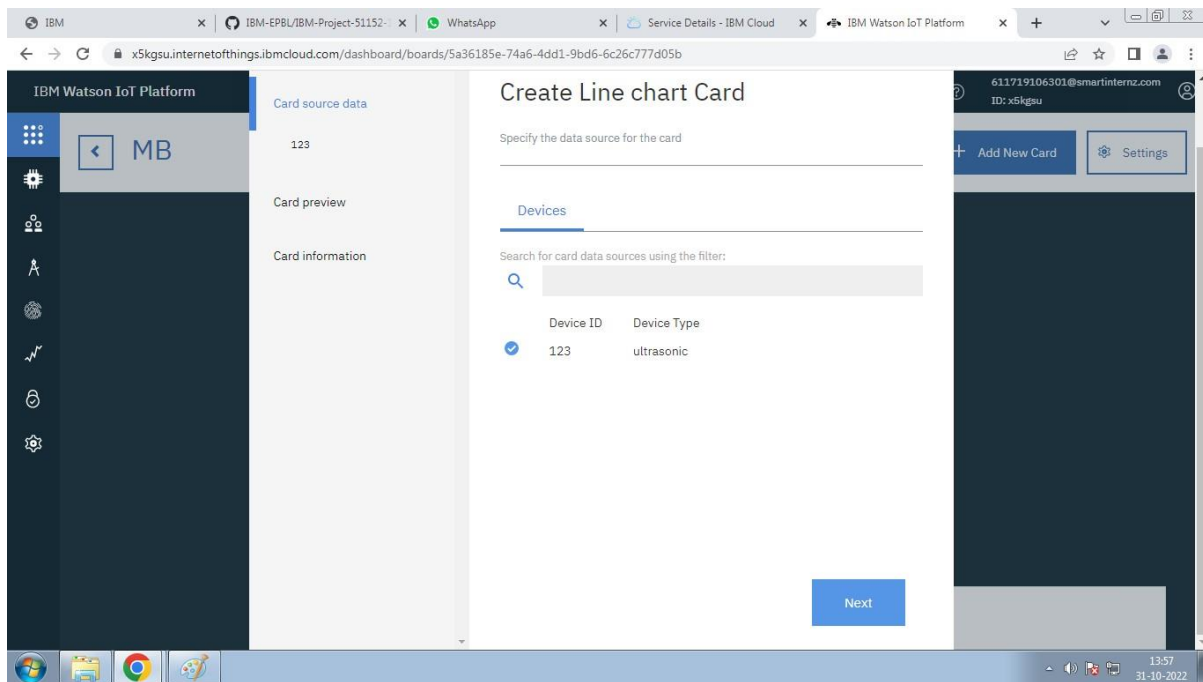 IBM
IBM-EPBL/IBM-Project-51152-
WhatsApp
Service Details - IBM Cloud
IBM Watson IoT Platform
x5kgsu.internetofthings.ibmcloud.com/dashboard/boards/5a36185e-74a6-4dd1-9bd6-6c26c777d05b
IBM Watson IoT Platform
611719106301@smartinternz.com
ID: x5kgsu
MB
Add New Card
Settings
Card source data
123
Card preview
Card information
Create Line chart Card
Specify the data source for the card
Devices
Search for card data sources using the filter:
Device ID Device Type
123 ultrasonic
Next
13:57
31-10-2022